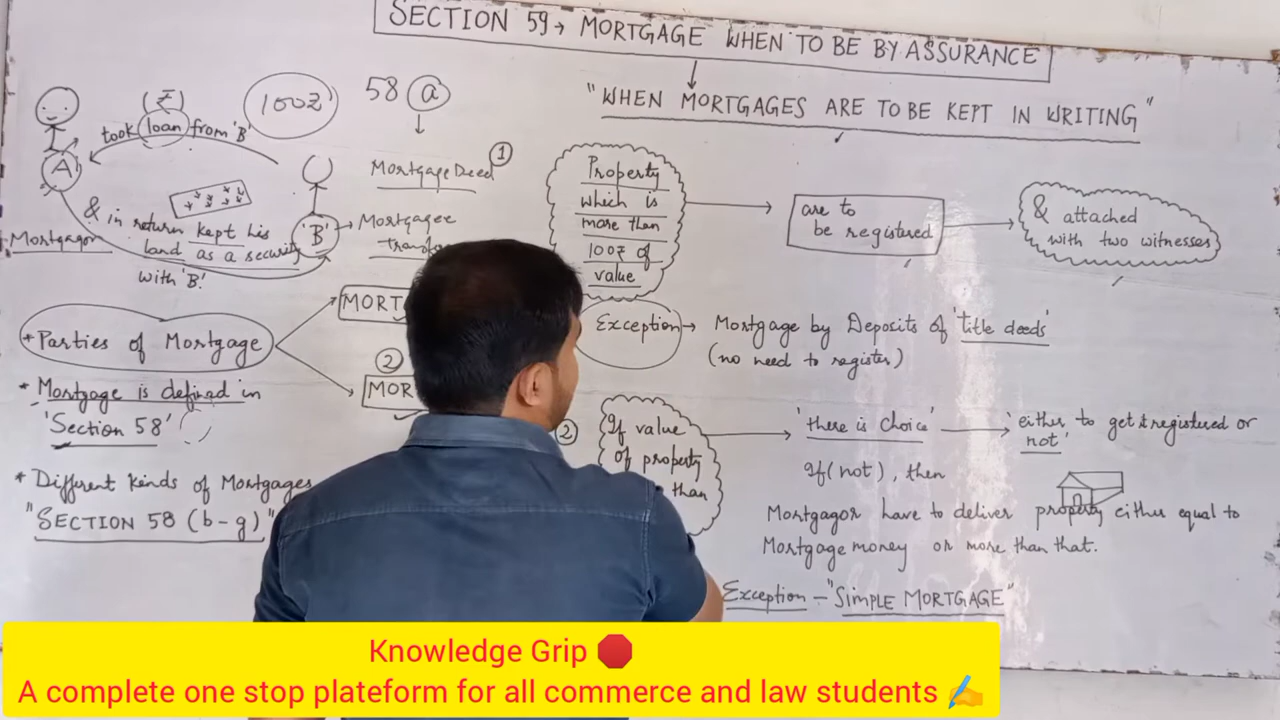 SECTION 59 → MORTGAGE WHEN TO BE BY ASSURANCE
"WHEN MORTGAGES ARE TO BE KEPT IN WRITING"
(₹)
took loan from 'B'
100₹
58 (a)
Mortgage Deed ①
'A'
Mortgagor
& in return kept his
land as a security
with 'B'.
'B' → Mortgagee
* Parties of Mortgage
MORT
②
MOR
* Mortgage is defined in
'Section 58'
* Different kinds of Mortgages
"SECTION 58 (b-g)"
Property
which is
more than
100₹ of
value
are to
be registered
& attached
with two witnesses
Exception → Mortgage by Deposits of 'title deeds'
(no need to register)
②
If value
of property
than
'there is choice' → 'either to get it registered or
not'
If (not), then
Mortgagor have to deliver property either equal to
Mortgage money or more than that.
Exception - "SIMPLE MORTGAGE"
Knowledge Grip 🛑
A complete one stop plateform for all commerce and law students ✍️